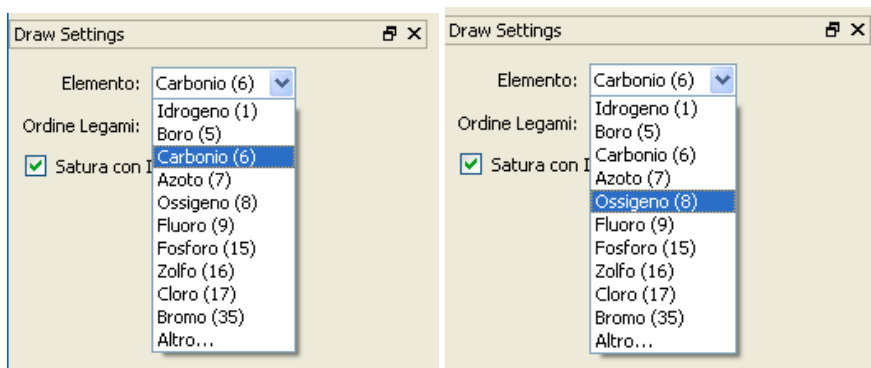 Draw Settings
Elemento: Carbonio (6)
Idrogeno (1)
Ordine Legami:
Boro (5)
Carbonio (6)
Satura con I
Azoto (7)
Ossigeno (8)
Fluoro (9)
Fosforo (15)
Zolfo (16)
Cloro (17)
Bromo (35)
Altro...
Draw Settings
Elemento: Carbonio (6)
Idrogeno (1)
Ordine Legami:
Boro (5)
Carbonio (6)
Satura con I
Azoto (7)
Ossigeno (8)
Fluoro (9)
Fosforo (15)
Zolfo (16)
Cloro (17)
Bromo (35)
Altro...